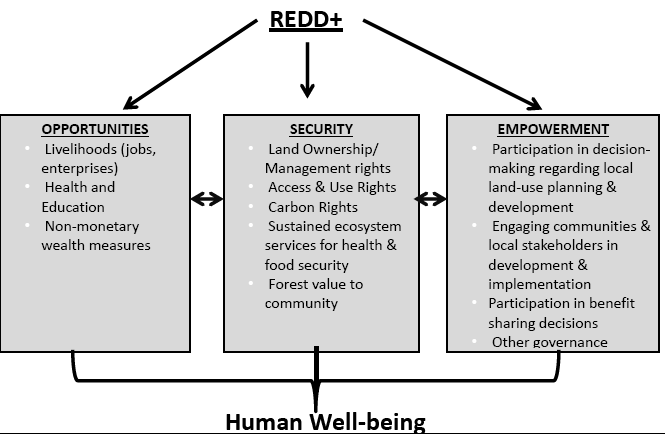 REDD+
OPPORTUNITIES
Livelihoods (jobs,
enterprises)
Health and
Education
Non-monetary
wealth measures
SECURITY
Land Ownership/
Management rights
Access & Use Rights
Carbon Rights
Sustained ecosystem
services for health &
food security
Forest value to
community
EMPOWERMENT
Participation in decision-
making regarding local
land-use planning &
development
Engaging communities &
local stakeholders in
development &
implementation
Participation in benefit
sharing decisions
Other governance
Human Well-being